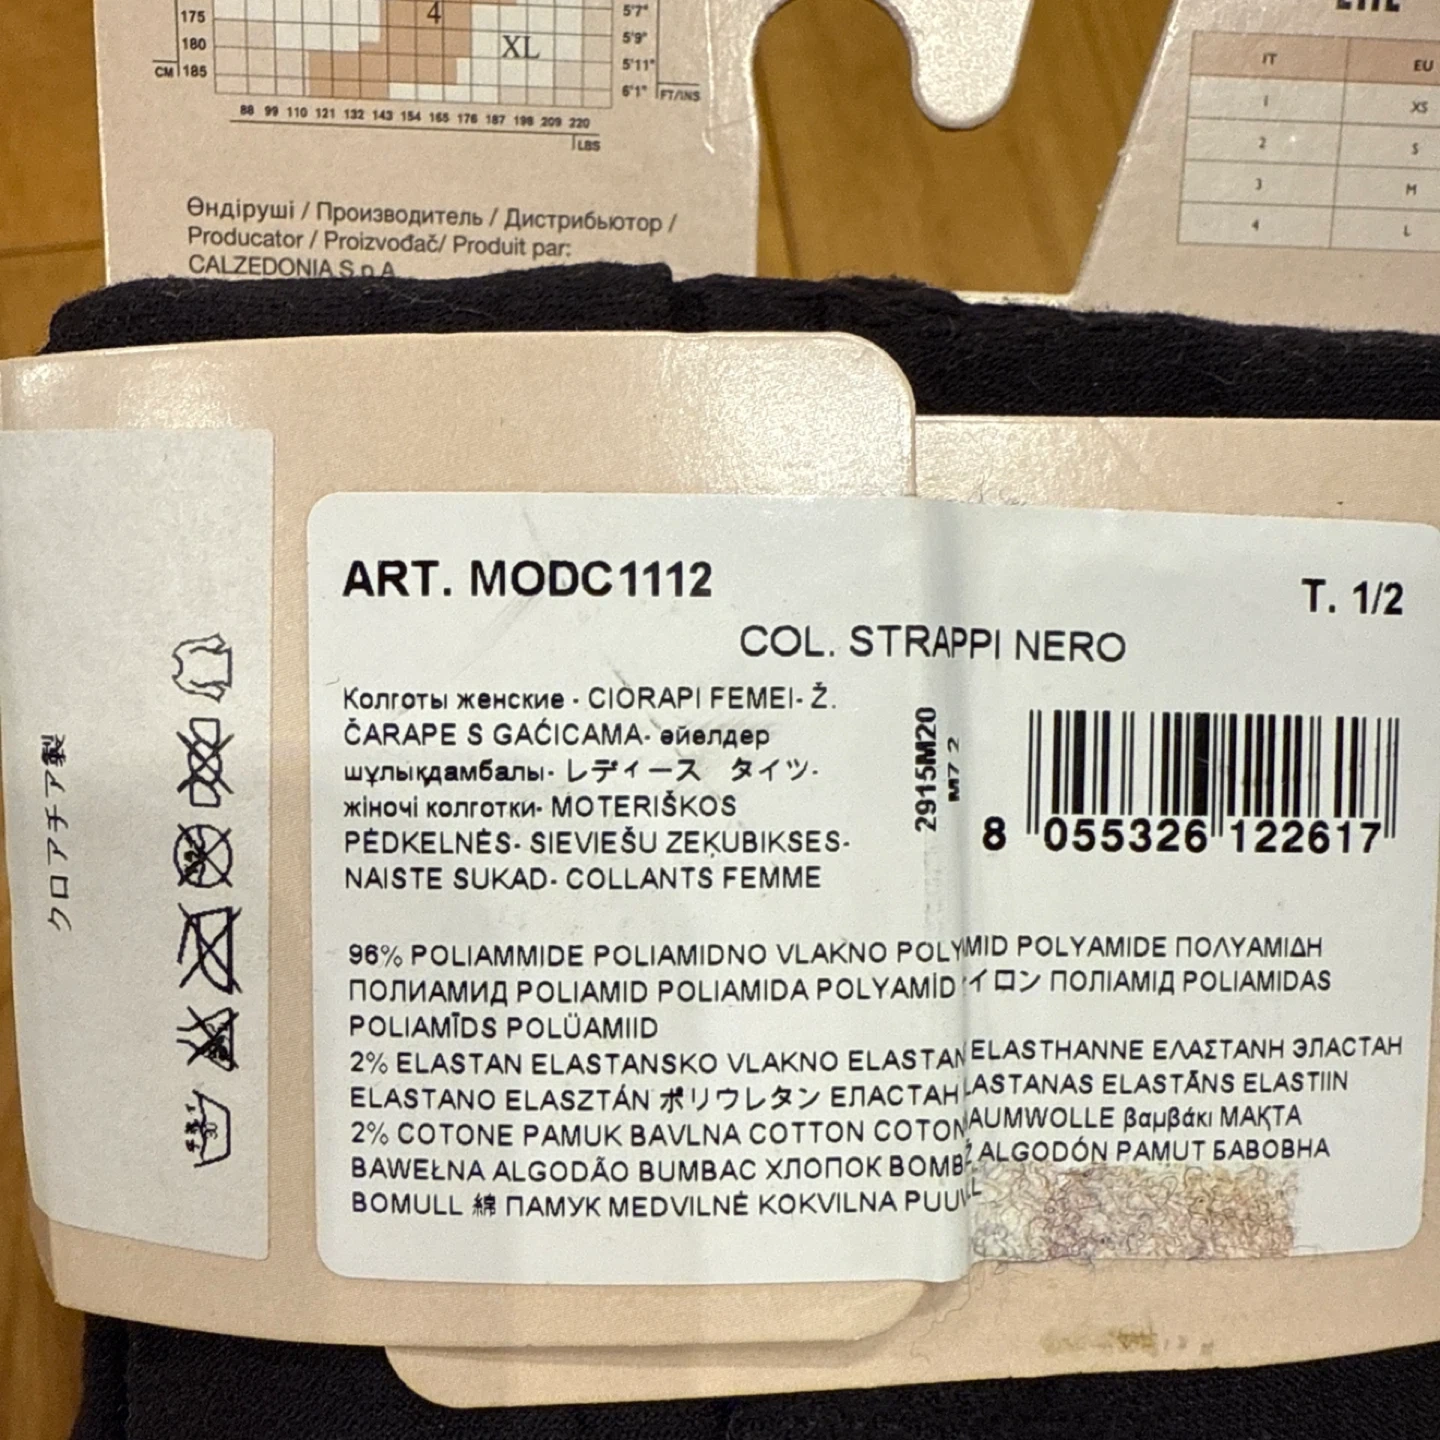 4
XL
175
180
CM 185
5'7"
5'9"
5'11"
6'1" FT/INS
88 99 110 121 132 143 154 165 176 187 198 209 220
LBS
Өндіруші / Производитель / Дистрибьютор /
Producator / Proizvođač/ Produit par:
CALZEDONIA S.p.A.
IT EU
1 XS
2 S
3 M
4 L
クロアチア製
30°
ART. MODC1112
T. 1/2
COL. STRAPPI NERO
Колготы женские - CIORAPI FEMEI- Ž.
ČARAPE S GAĆICAMA- әйелдер
шұлықдамбалы- レディース タイツ-
жіночі колготки- MOTERIŠKOS
PĖDKELNĖS- SIEVIEŠU ZEĶUBIKSES-
NAISTE SUKAD- COLLANTS FEMME
2915M20
M7 2
8 055326 122617
96% POLIAMMIDE POLIAMIDNO VLAKNO POLYMID POLYAMIDE ΠΟΛΥΑΜΙΔΗ
ПОЛИАМИД POLIAMID POLIAMIDA POLYAMİD イロン ПОЛІАМІД POLIAMIDAS
POLIAMĪDS POLÜAMIID
2% ELASTAN ELASTANSKO VLAKNO ELASTAN ELASTHANNE ΕΛΑΣΤΑΝΗ ЭЛАСТАН
ELASTANO ELASZTÁN ポリウレタン ЕЛАСТАН LASTANAS ELASTĀNS ELASTIIN
2% COTONE PAMUK BAVLNA COTTON COTON AUMWOLLE βαμβάκι МАҚТА
BAWEŁNA ALGODÃO BUMBAC ХЛОПОК ALGODÓN PAMUT БАВОВНА
BOMULL 綿 ПАМУК MEDVILNĖ KOKVILNA